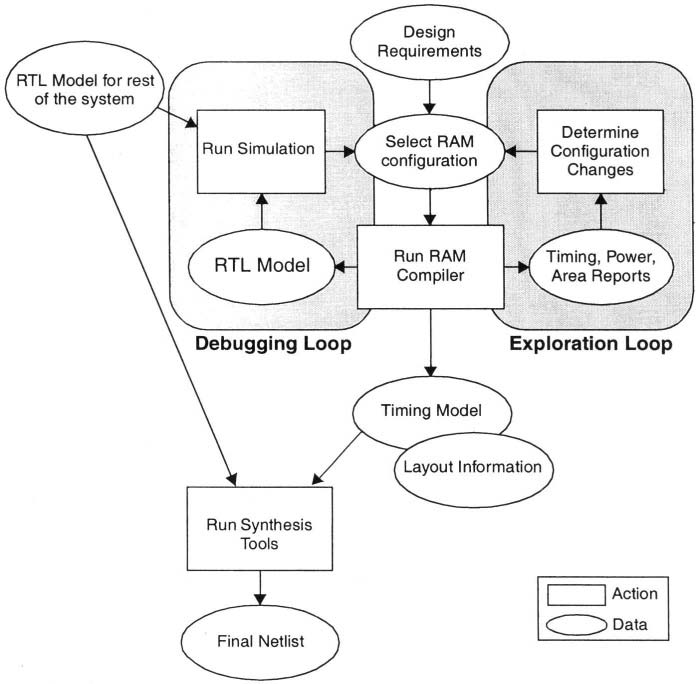 Design
Requirements
RTL Model for rest
of the system
Run Simulation
Select RAM
configuration
Determine
Configuration
Changes
RTL Model
Run RAM
Compiler
Timing, Power,
Area Reports
Debugging Loop
Exploration Loop
Timing Model
Layout Information
Run Synthesis
Tools
Final Netlist
Action
Data